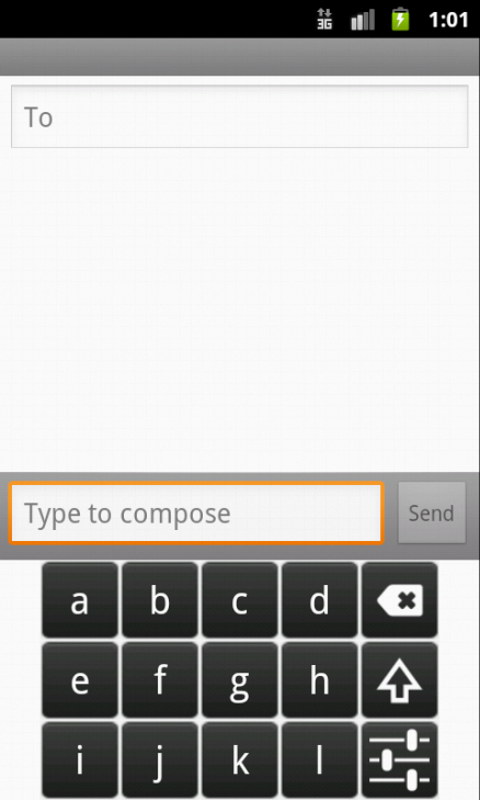 3G 1:01
To
Type to compose Send
a b c d
e f g h
i j k l